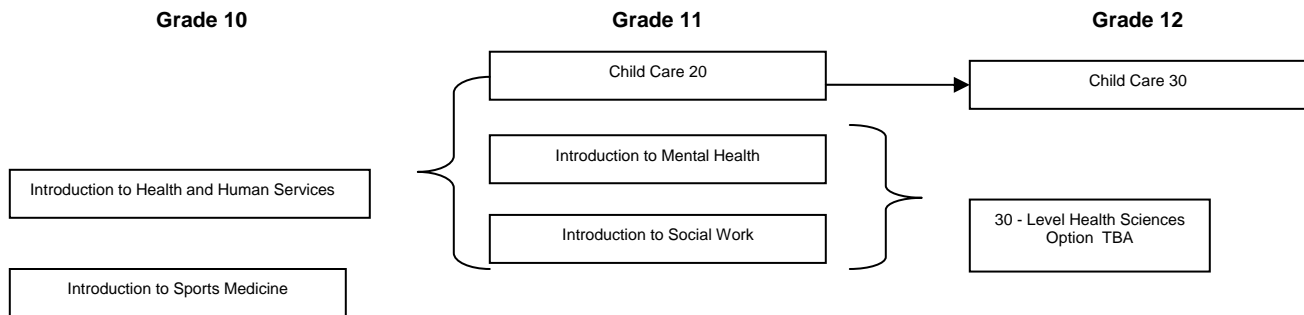 Grade 10
Grade 11
Grade 12
Child Care 20
Child Care 30
Introduction to Mental Health
Introduction to Health and Human Services
Introduction to Social Work
30 - Level Health Sciences
Option TBA
Introduction to Sports Medicine